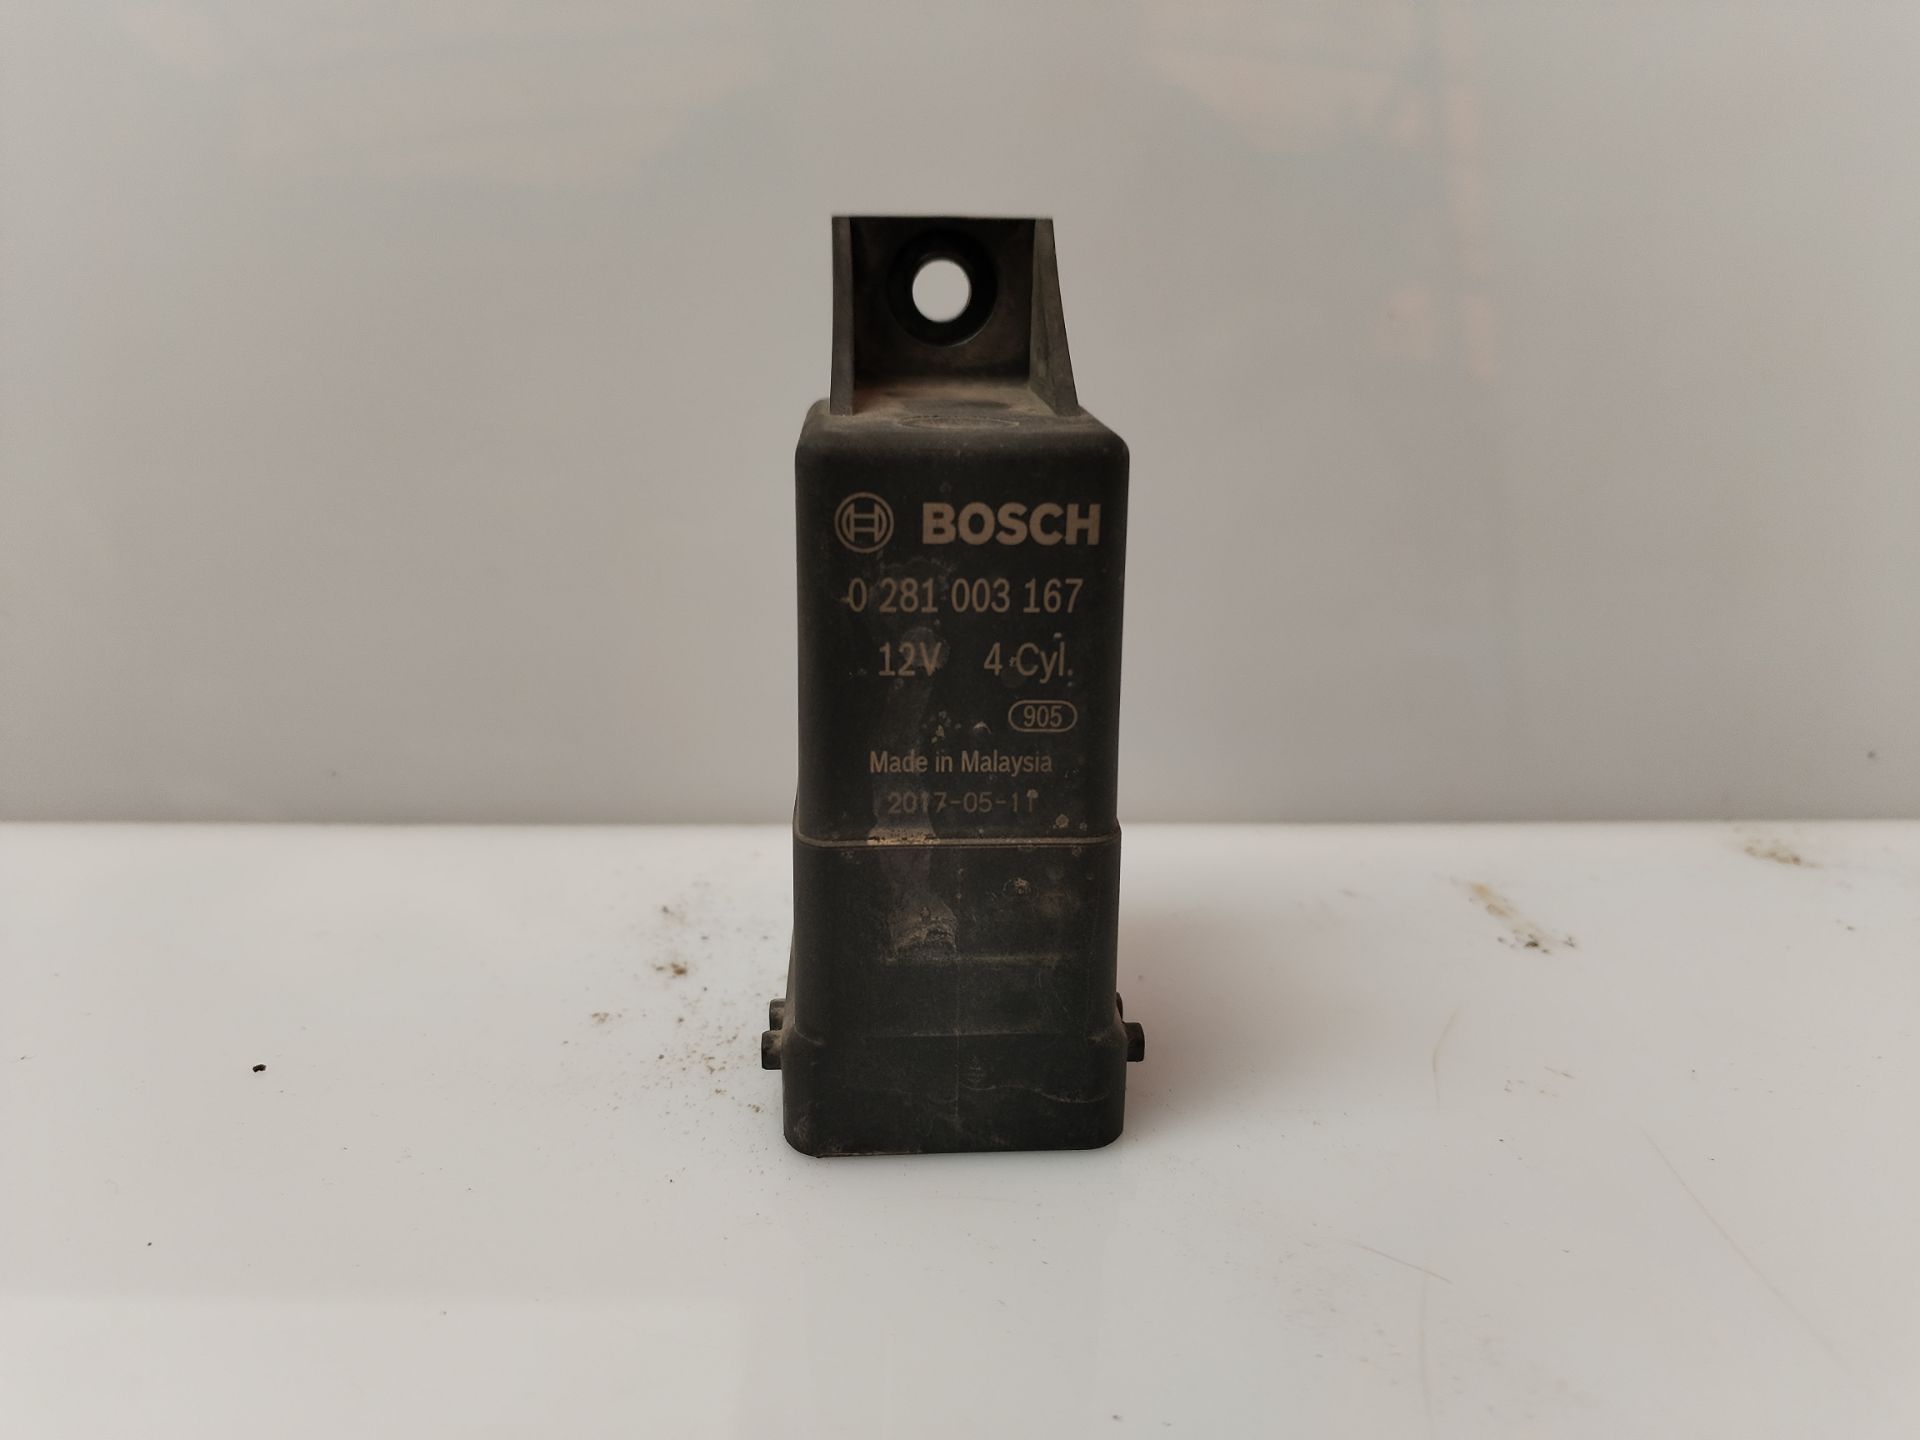 BOSCH
0 281 003 167
12V 4 Cyl.
905
Made in Malaysia
2017-05-11